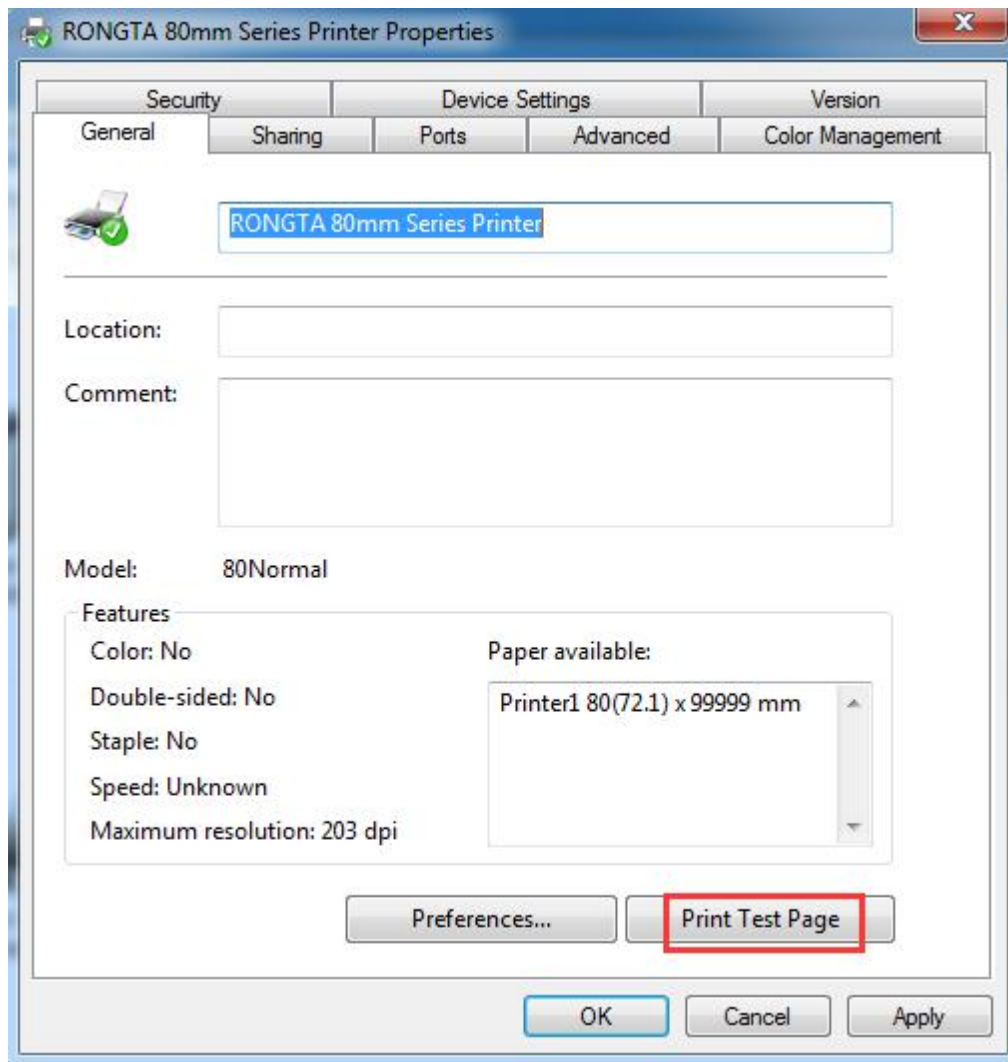 RONGTA 80mm Series Printer Properties
Security Device Settings Version
General Sharing Ports Advanced Color Management
RONGTA 80mm Series Printer
Location:
Comment:
Model: 80Normal
Features
Color: No Paper available:
Double-sided: No Printer1 80(72.1) x 99999 mm
Staple: No
Speed: Unknown
Maximum resolution: 203 dpi
Preferences... Print Test Page
OK Cancel Apply